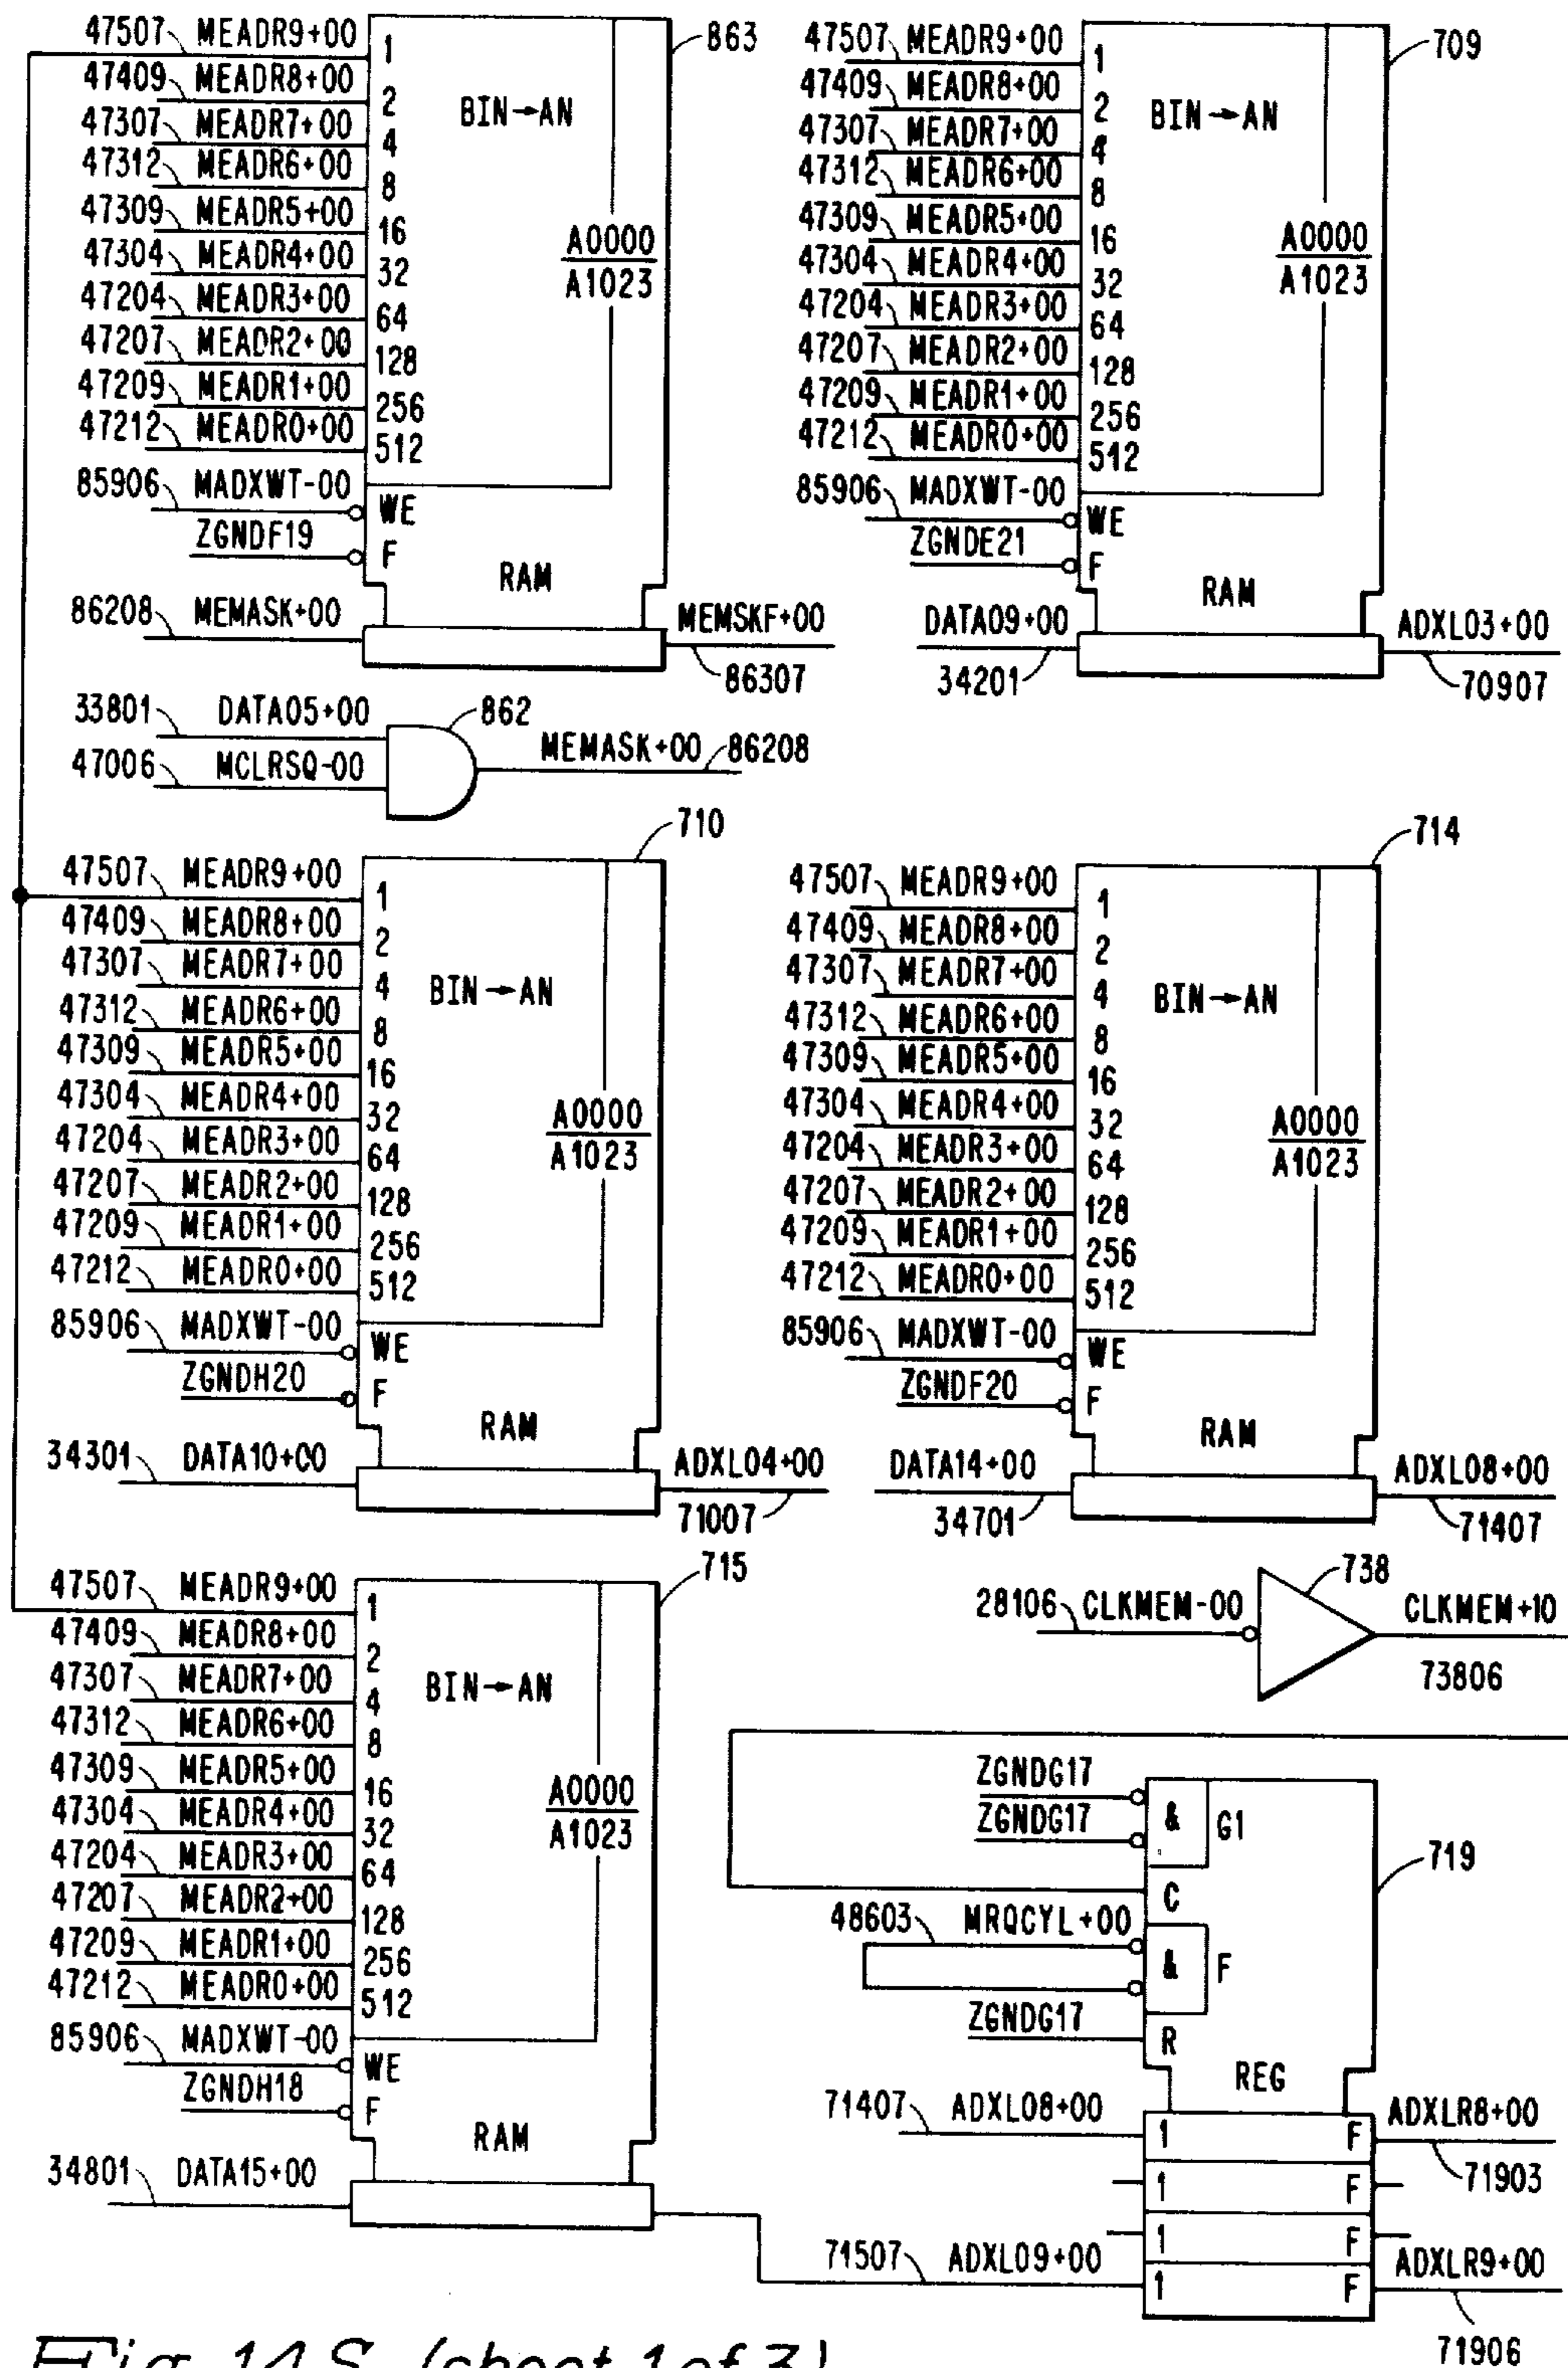 47507 MEADR9+00 1
47409 MEADR8+00 2
47307 MEADR7+00 4
47312 MEADR6+00 8
47309 MEADR5+00 16
47304 MEADR4+00 32
47204 MEADR3+00 64
47207 MEADR2+00 128
47209 MEADR1+00 256
47212 MEADR0+00 512
85906 MADXWT-00 WE
ZGNDF19 F
BIN→AN
A0000
A1023
863
RAM
86208 MEMASK+00
MEMSKF+00
86307
47507 MEADR9+00 1
47409 MEADR8+00 2
47307 MEADR7+00 4
47312 MEADR6+00 8
47309 MEADR5+00 16
47304 MEADR4+00 32
47204 MEADR3+00 64
47207 MEADR2+00 128
47209 MEADR1+00 256
47212 MEADR0+00 512
85906 MADXWT-00 WE
ZGNDE21 F
BIN→AN
A0000
A1023
709
RAM
DATA09+00
34201
ADXL03+00
70907
33801 DATA05+00
47006 MCLRSQ-00
862
MEMASK+00 86208
47507 MEADR9+00 1
47409 MEADR8+00 2
47307 MEADR7+00 4
47312 MEADR6+00 8
47309 MEADR5+00 16
47304 MEADR4+00 32
47204 MEADR3+00 64
47207 MEADR2+00 128
47209 MEADR1+00 256
47212 MEADR0+00 512
85906 MADXWT-00 WE
ZGNDH20 F
BIN→AN
A0000
A1023
710
RAM
34301 DATA10+00
ADXL04+00
71007
47507 MEADR9+00 1
47409 MEADR8+00 2
47307 MEADR7+00 4
47312 MEADR6+00 8
47309 MEADR5+00 16
47304 MEADR4+00 32
47204 MEADR3+00 64
47207 MEADR2+00 128
47209 MEADR1+00 256
47212 MEADR0+00 512
85906 MADXWT-00 WE
ZGNDF20 F
BIN→AN
A0000
A1023
714
RAM
DATA14+00
34701
ADXL08+00
71407
47507 MEADR9+00 1
47409 MEADR8+00 2
47307 MEADR7+00 4
47312 MEADR6+00 8
47309 MEADR5+00 16
47304 MEADR4+00 32
47204 MEADR3+00 64
47207 MEADR2+00 128
47209 MEADR1+00 256
47212 MEADR0+00 512
85906 MADXWT-00 WE
ZGNDH18 F
BIN→AN
A0000
A1023
715
RAM
34801 DATA15+00
28106 CLKMEM-00
738
CLKMEM+10
73806
ZGNDG17
ZGNDG17
& G1
719
C
48603 MRQCYL+00
& F
ZGNDG17 R
REG
71407 ADXL08+00 1 F ADXLR8+00
71903
1 F
1 F
71507 ADXL09+00 1 F ADXLR9+00
71906
Fig. 14S (sheet 1 of 3)